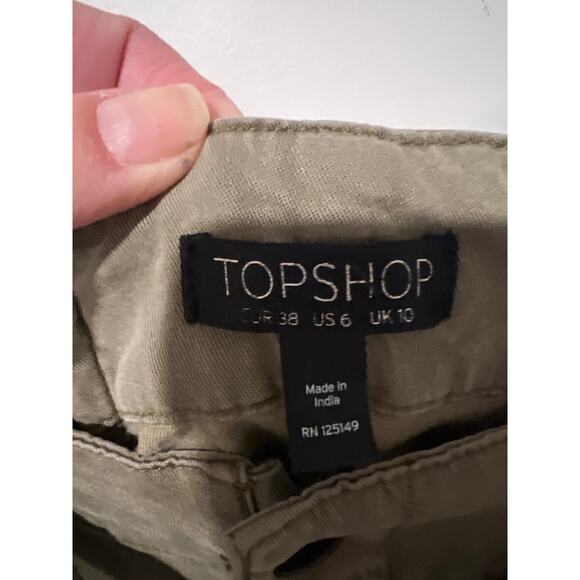 TOPSHOP
EUR 38 US 6 UK 10
Made in
India
RN 125149